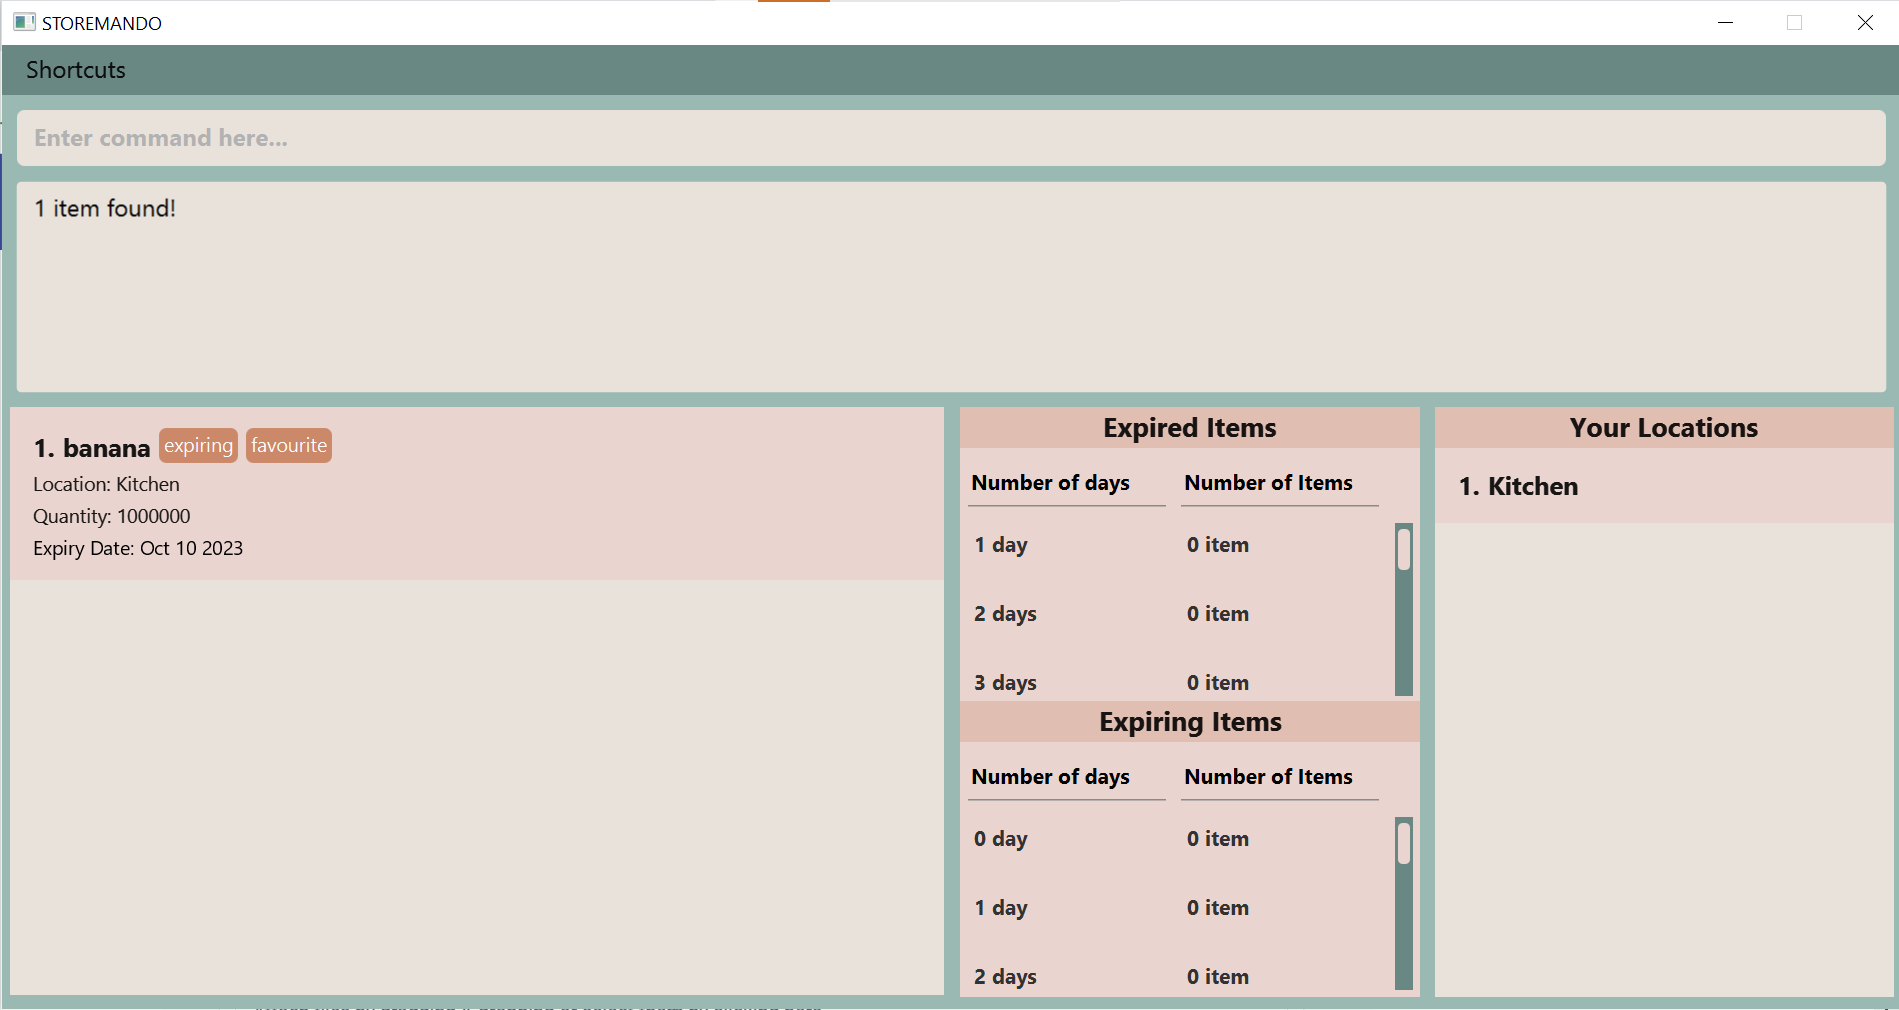 STOREMANDO
Shortcuts
Enter command here...
1 item found!
1. banana expiring favourite
Location: Kitchen
Quantity: 1000000
Expiry Date: Oct 10 2023
Expired Items
Number of days Number of Items
1 day 0 item
2 days 0 item
3 days 0 item
Expiring Items
Number of days Number of Items
0 day 0 item
1 day 0 item
2 days 0 item
Your Locations
1. Kitchen